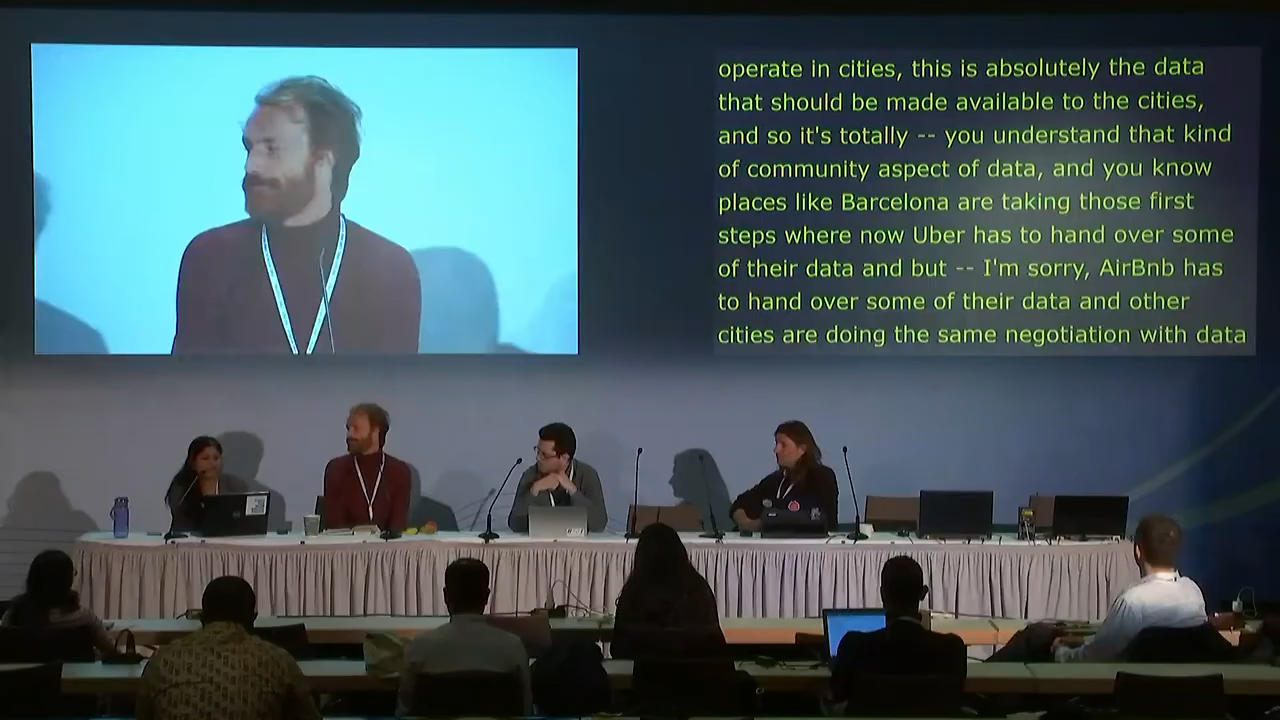 operate in cities, this is absolutely the data
that should be made available to the cities,
and so it's totally -- you understand that kind
of community aspect of data, and you know
places like Barcelona are taking those first
steps where now Uber has to hand over some
of their data and but -- I'm sorry, AirBnb has
to hand over some of their data and other
cities are doing the same negotiation with data